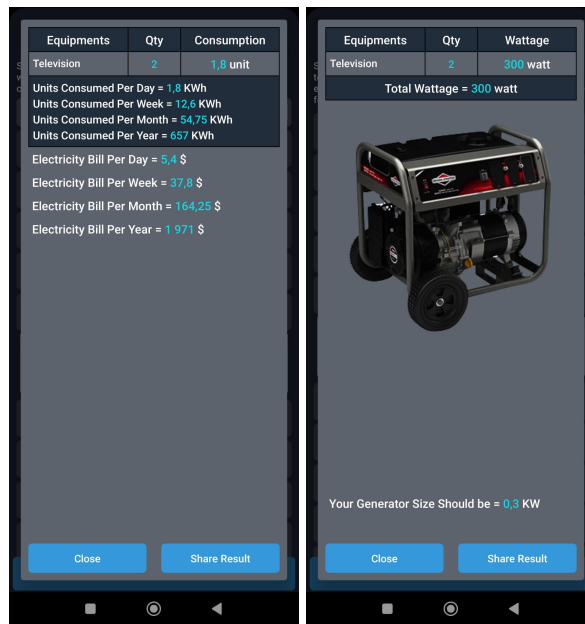 Equipments Qty Consumption
Television 2 1,8 unit
Units Consumed Per Day = 1,8 KWh
Units Consumed Per Week = 12,6 KWh
Units Consumed Per Month = 54,75 KWh
Units Consumed Per Year = 657 KWh
Electricity Bill Per Day = 5,4 $
Electricity Bill Per Week = 37,8 $
Electricity Bill Per Month = 164,25 $
Electricity Bill Per Year = 1 971 $
Close Share Result
Equipments Qty Wattage
Television 2 300 watt
Total Wattage = 300 watt
Your Generator Size Should be = 0,3 KW
Close Share Result